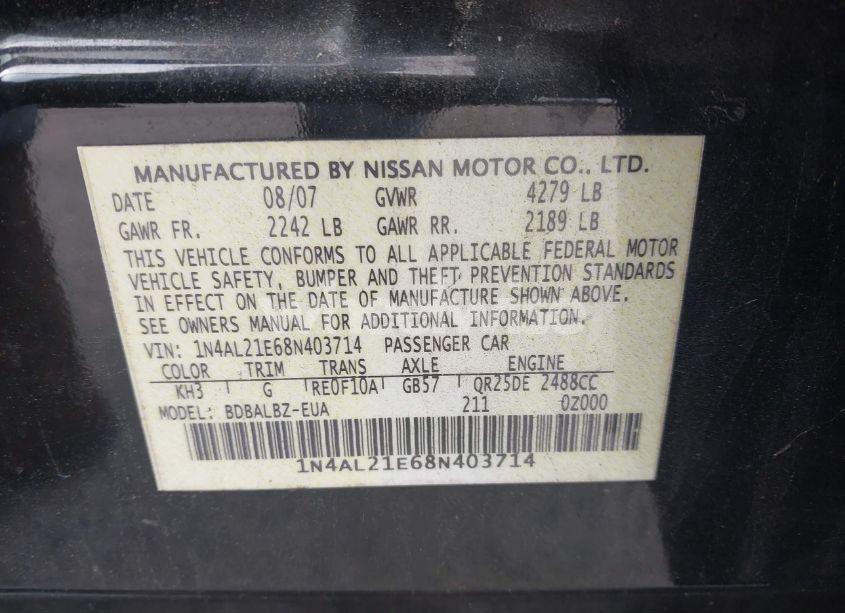 MANUFACTURED BY NISSAN MOTOR CO., LTD.
DATE 08/07 GVWR 4279 LB
GAWR FR. 2242 LB GAWR RR. 2189 LB
THIS VEHICLE CONFORMS TO ALL APPLICABLE FEDERAL MOTOR
VEHICLE SAFETY, BUMPER AND THEFT PREVENTION STANDARDS
IN EFFECT ON THE DATE OF MANUFACTURE SHOWN ABOVE.
SEE OWNERS MANUAL FOR ADDITIONAL INFORMATION.
VIN: 1N4AL21E68N403714 PASSENGER CAR
COLOR TRIM TRANS AXLE ENGINE
KH3 G RE0F10A GB57 QR25DE 2488CC
MODEL: BDBALBZ-EUA 211 0Z000
1N4AL21E68N403714